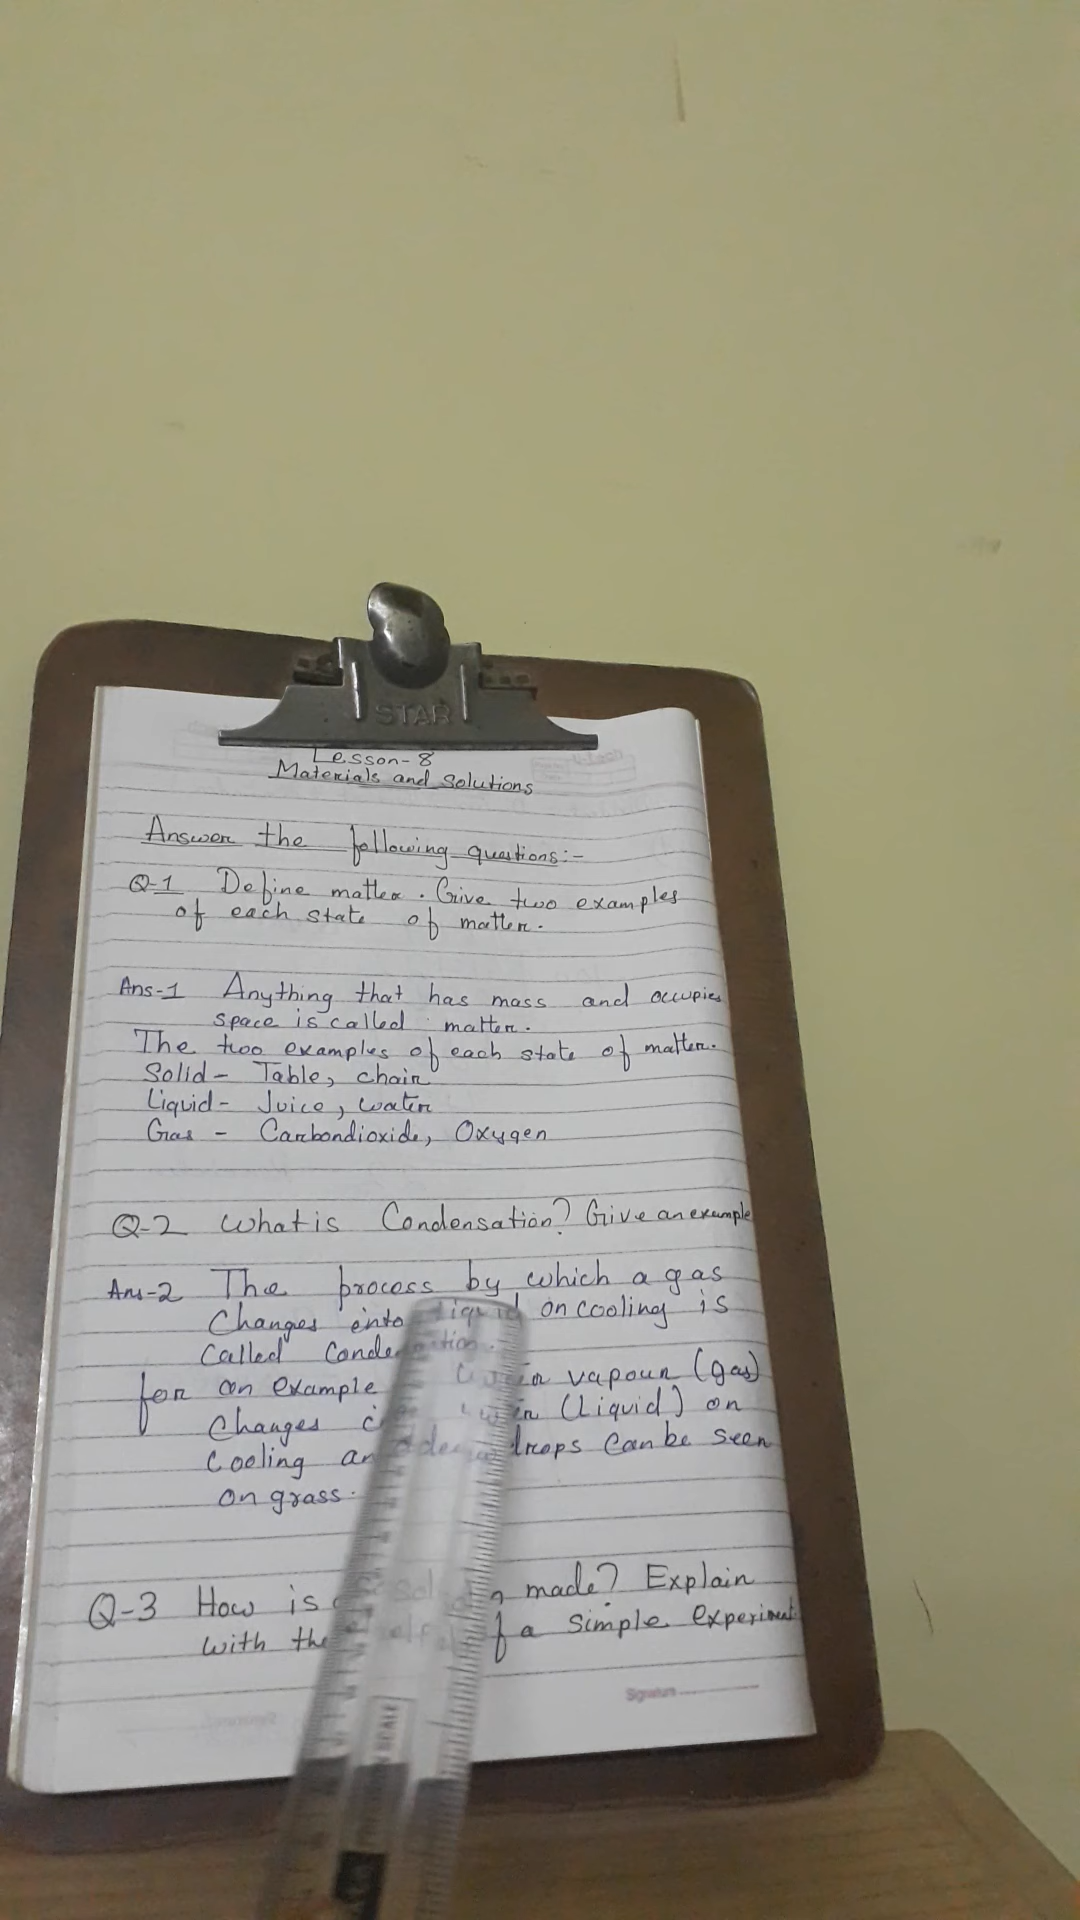 STAR
Lesson-8
Materials and Solutions
Answer the following questions:-
Q-1 Define matter. Give two examples
of each state of matter.
Ans-1 Anything that has mass and occupies
space is called matter.
The two examples of each state of matter.
Solid- Table, chair
Liquid- Juice, water
Gas - Carbondioxide, Oxygen
Q-2 What is Condensation? Give an example
Ans-2 The process by which a gas
Changes into liquid on cooling is
Called Condensation.
for an example vapour (gas)
Changes (Liquid) on
Cooling an drops can be seen
on grass.
Q-3 How is made? Explain
with the of a simple experiment
Signature
SCALE